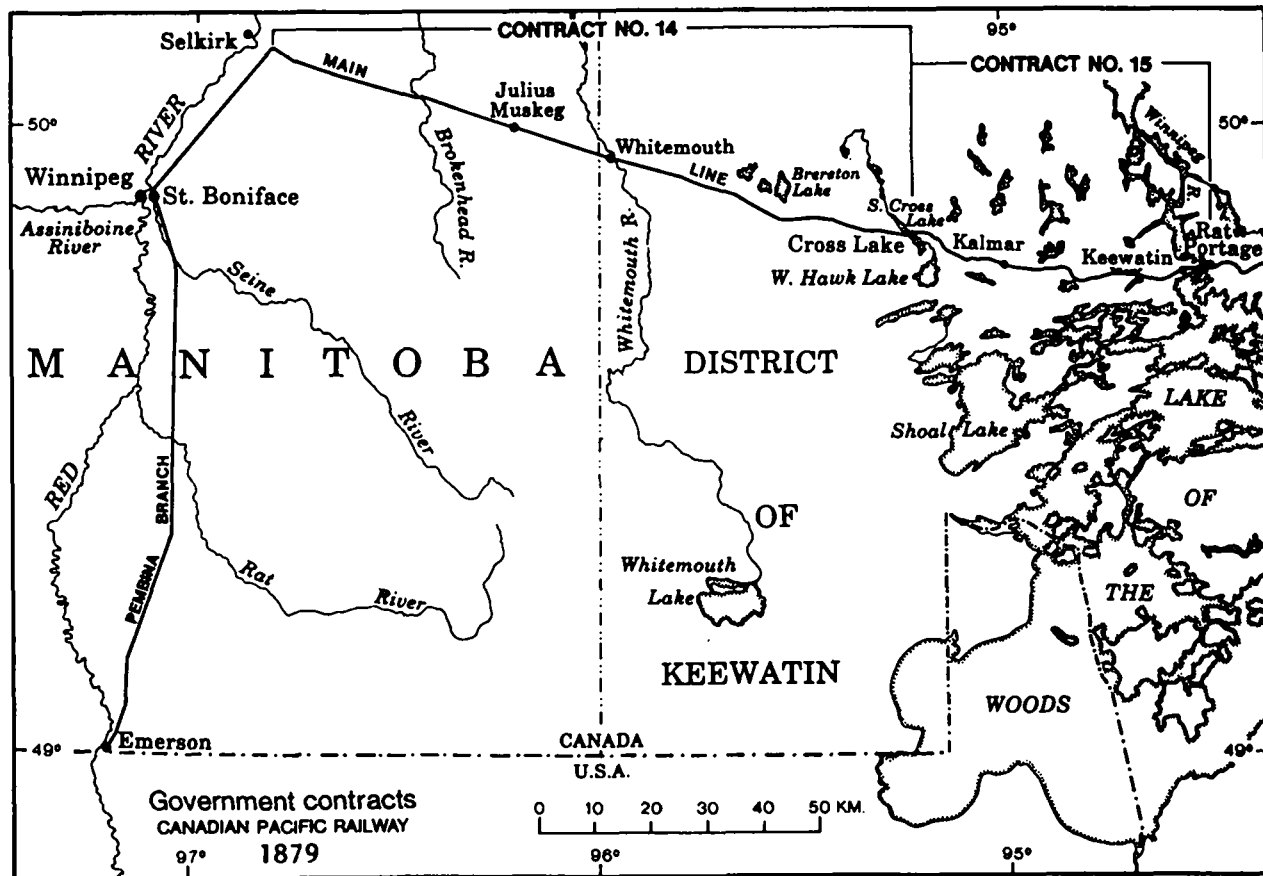 Selkirk
CONTRACT NO. 14
95°
CONTRACT NO. 15
MAIN
Julius
Muskeg
50°
50°
RIVER
Brokenhead R.
Whitemouth
LINE
Brereton
Lake
Winnipeg
R.
Winnipeg
St. Boniface
S. Cross
Lake
Assiniboine
River
Cross Lake
Kalmar
Keewatin
Rat
Portage
Seine
W. Hawk Lake
Whitemouth R.
MANITOBA
DISTRICT
LAKE
River
Shoal Lake
RED
BRANCH
OF
OF
PEMBINA
Rat
River
Whitemouth
Lake
THE
KEEWATIN
WOODS
Emerson
49°
CANADA
49°
U.S.A.
Government contracts
CANADIAN PACIFIC RAILWAY
1879
0 10 20 30 40 50 KM.
97°
96°
95°